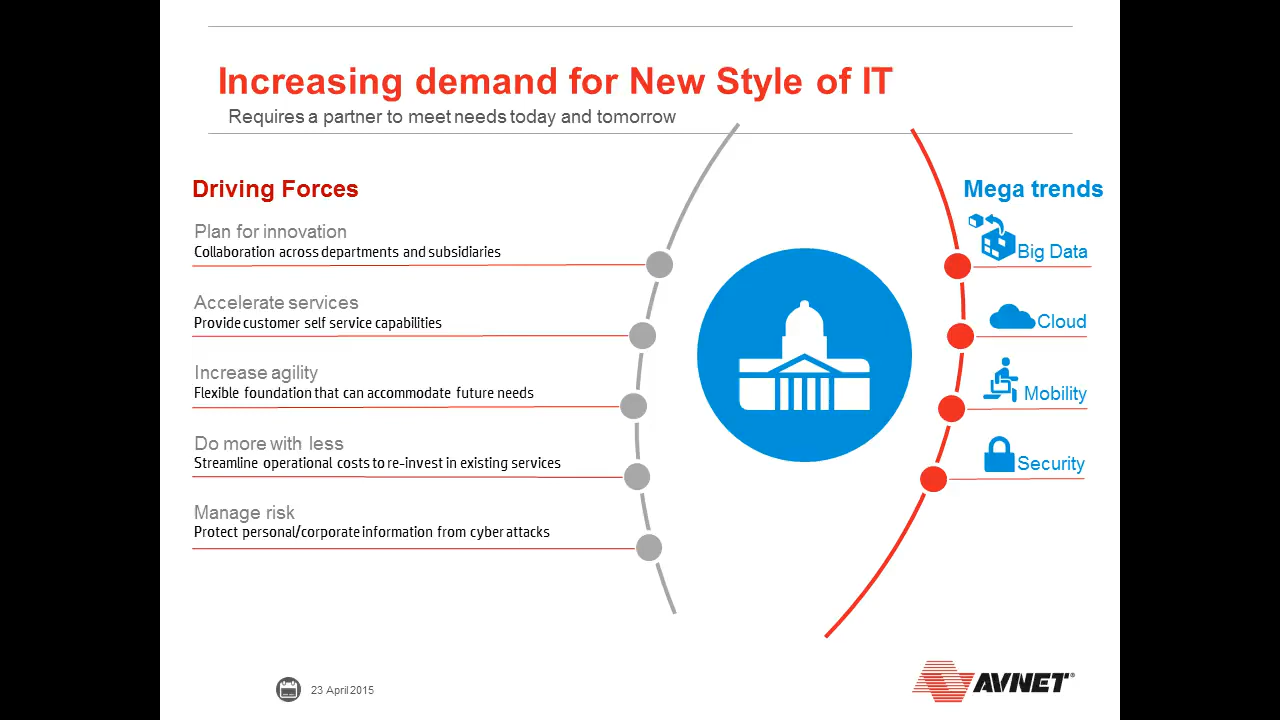 Increasing demand for New Style of IT
Requires a partner to meet needs today and tomorrow
Driving Forces
Plan for innovation
Collaboration across departments and subsidiaries
Accelerate services
Provide customer self service capabilities
Increase agility
Flexible foundation that can accommodate future needs
Do more with less
Streamline operational costs to re-invest in existing services
Manage risk
Protect personal/corporate information from cyber attacks
Mega trends
Big Data
Cloud
Mobility
Security
23 April 2015
AVNET®